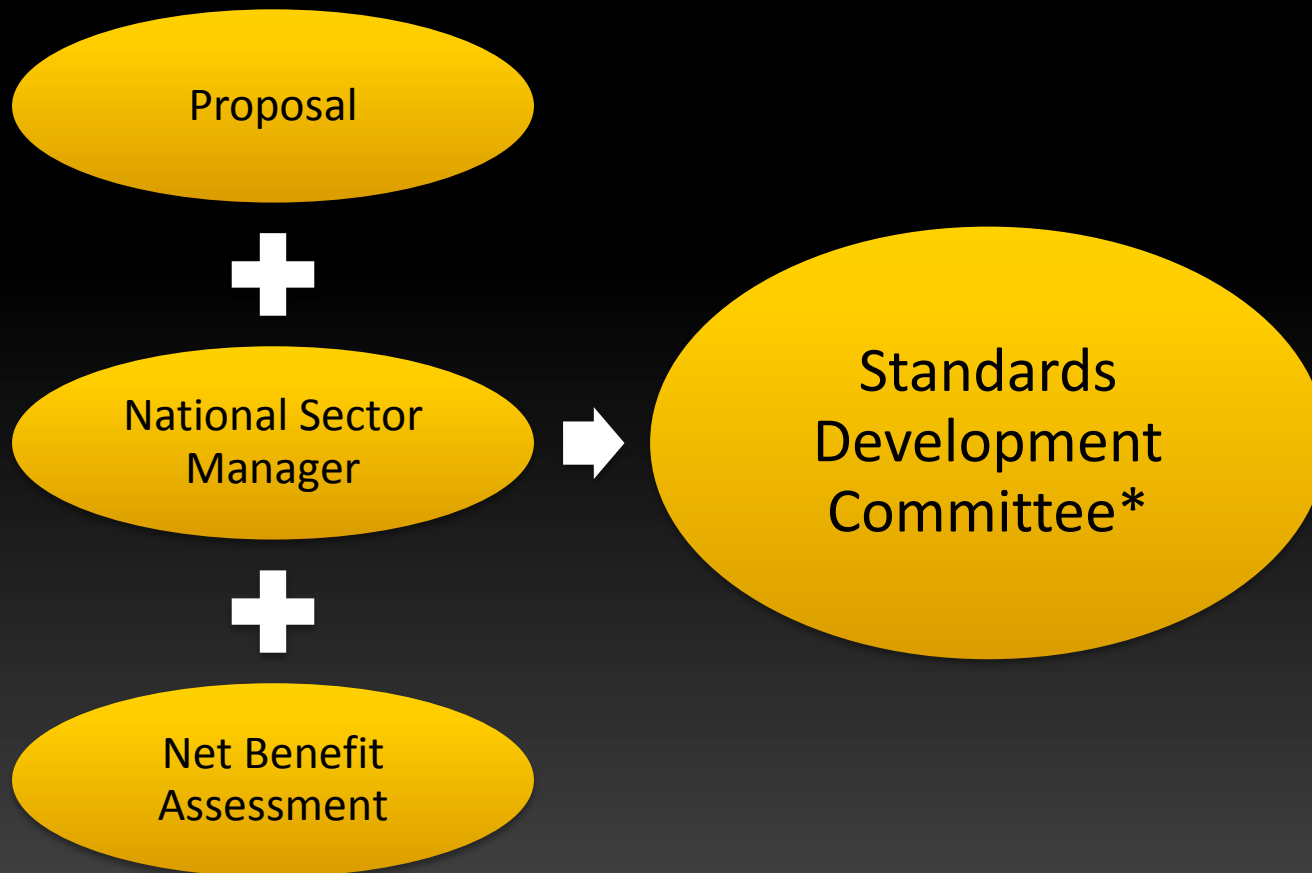 Proposal
National Sector
Manager
Net Benefit
Assessment
Standards
Development
Committee*